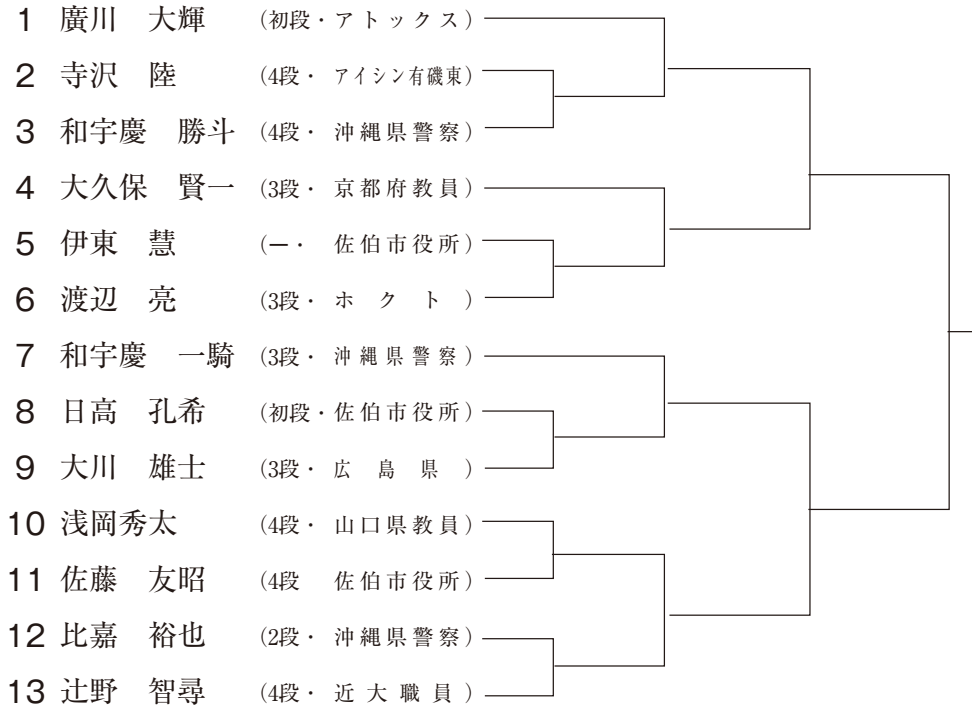 1 廣川 大輝 (初段・アトックス)
2 寺沢 陸 (4段・ アイシン有磯東)
3 和宇慶 勝斗 (4段・ 沖縄県警察)
4 大久保 賢一 (3段・ 京都府教員)
5 伊東 慧 (ー・ 佐伯市役所)
6 渡辺 亮 (3段・ ホクト)
7 和宇慶 一騎 (3段・ 沖縄県警察)
8 日高 孔希 (初段・佐伯市役所)
9 大川 雄士 (3段・ 広島県)
10 浅岡秀太 (4段・ 山口県教員)
11 佐藤 友昭 (4段 佐伯市役所)
12 比嘉 裕也 (2段・ 沖縄県警察)
13 辻野 智尋 (4段・ 近大職員)